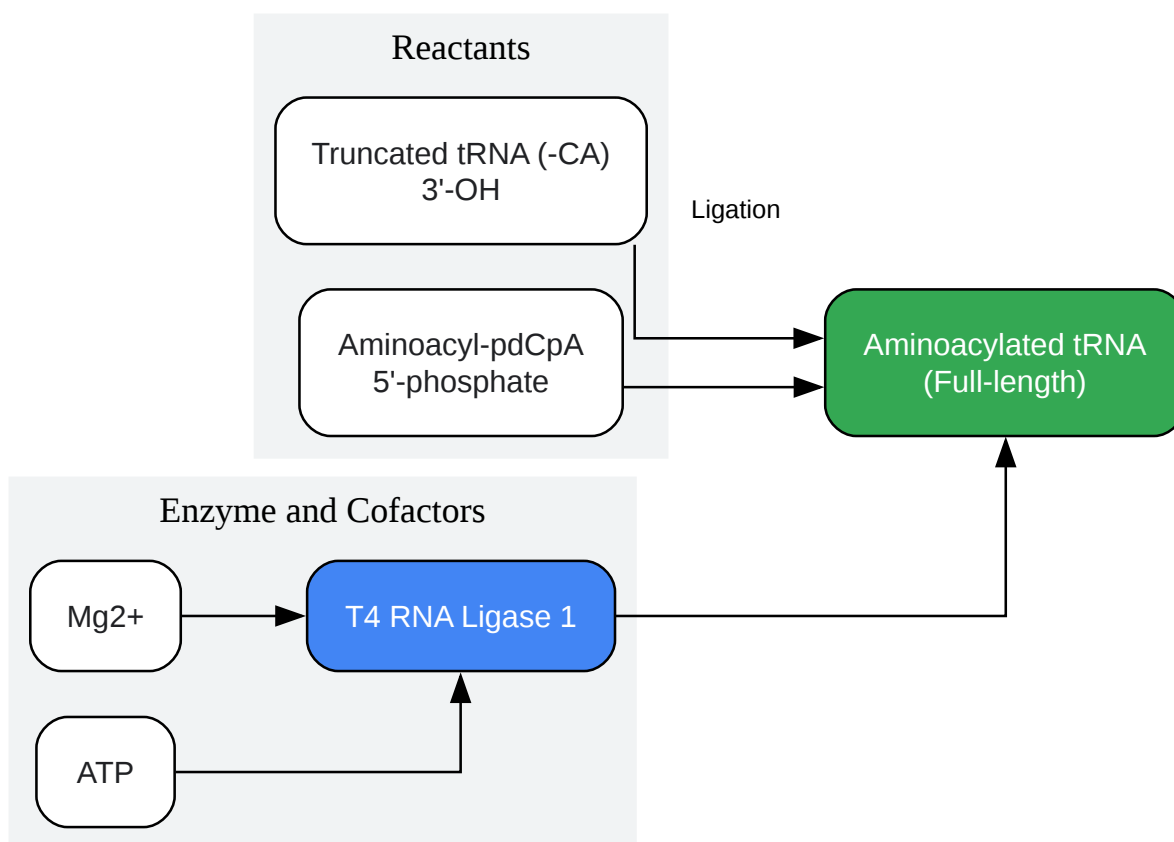 Reactants
Truncated tRNA (-CA)
3'-OH
Ligation
Aminoacyl-pdCpA
5'-phosphate
Aminoacylated tRNA
(Full-length)
Enzyme and Cofactors
Mg2+
T4 RNA Ligase 1
ATP